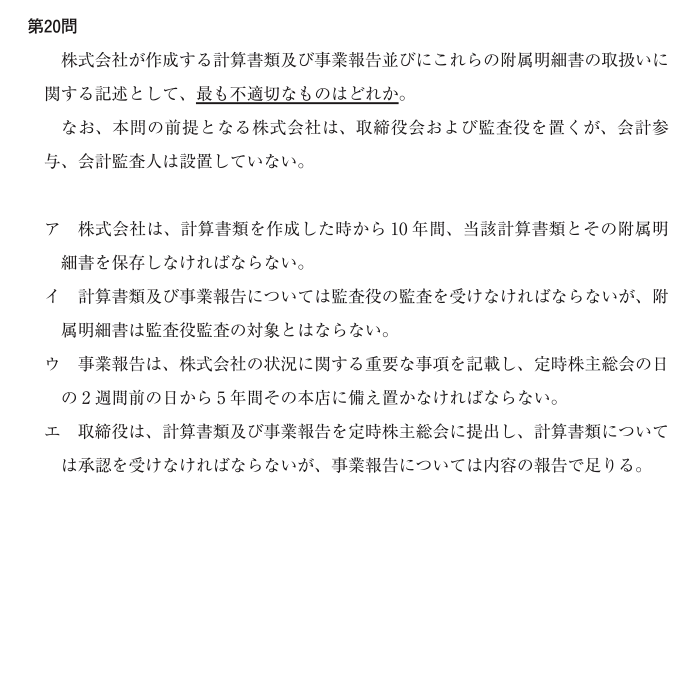 第20問
株式会社が作成する計算書類及び事業報告並びにこれらの附属明細書の取扱いに
関する記述として、最も不適切なものはどれか。
なお、本問の前提となる株式会社は、取締役会および監査役を置くが、会計参
与、会計監査人は設置していない。
ア 株式会社は、計算書類を作成した時から 10 年間、当該計算書類とその附属明
細書を保存しなければならない。
イ 計算書類及び事業報告については監査役の監査を受けなければならないが、附
属明細書は監査役監査の対象とはならない。
ウ 事業報告は、株式会社の状況に関する重要な事項を記載し、定時株主総会の日
の 2 週間前の日から 5 年間その本店に備え置かなければならない。
エ 取締役は、計算書類及び事業報告を定時株主総会に提出し、計算書類について
は承認を受けなければならないが、事業報告については内容の報告で足りる。